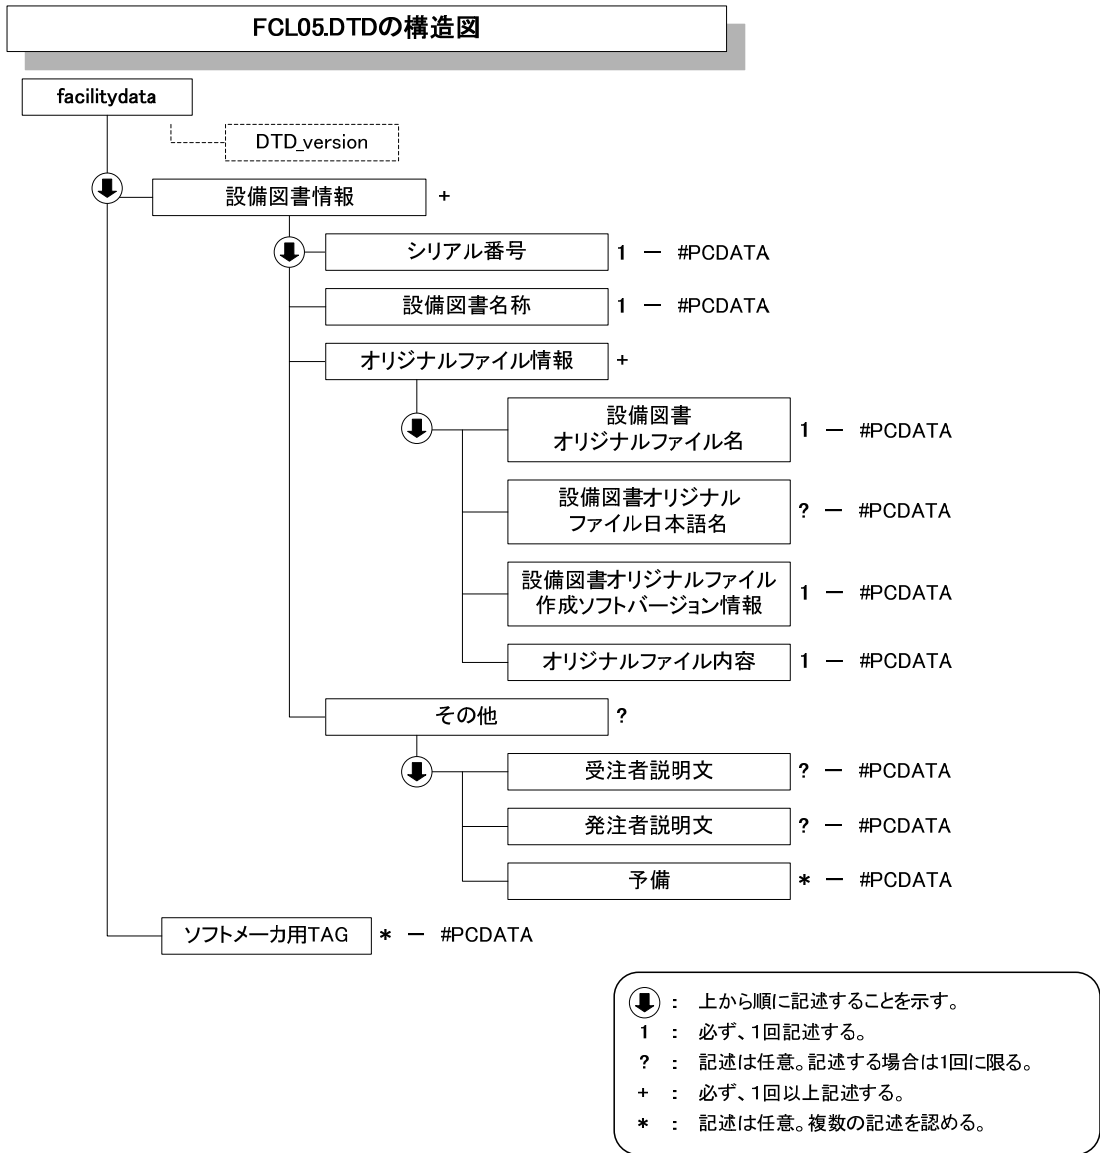 FCL05.DTDの構造図
facilitydata
DTD_version
設備図書情報 +
シリアル番号 1 － #PCDATA
設備図書名称 1 － #PCDATA
オリジナルファイル情報 +
設備図書
オリジナルファイル名 1 － #PCDATA
設備図書オリジナル
ファイル日本語名 ? － #PCDATA
設備図書オリジナルファイル
作成ソフトバージョン情報 1 － #PCDATA
オリジナルファイル内容 1 － #PCDATA
その他 ?
受注者説明文 ? － #PCDATA
発注者説明文 ? － #PCDATA
予備 * － #PCDATA
ソフトメーカ用TAG * － #PCDATA
： 上から順に記述することを示す。
1 ： 必ず、1回記述する。
? ： 記述は任意。記述する場合は1回に限る。
+ ： 必ず、1回以上記述する。
* ： 記述は任意。複数の記述を認める。